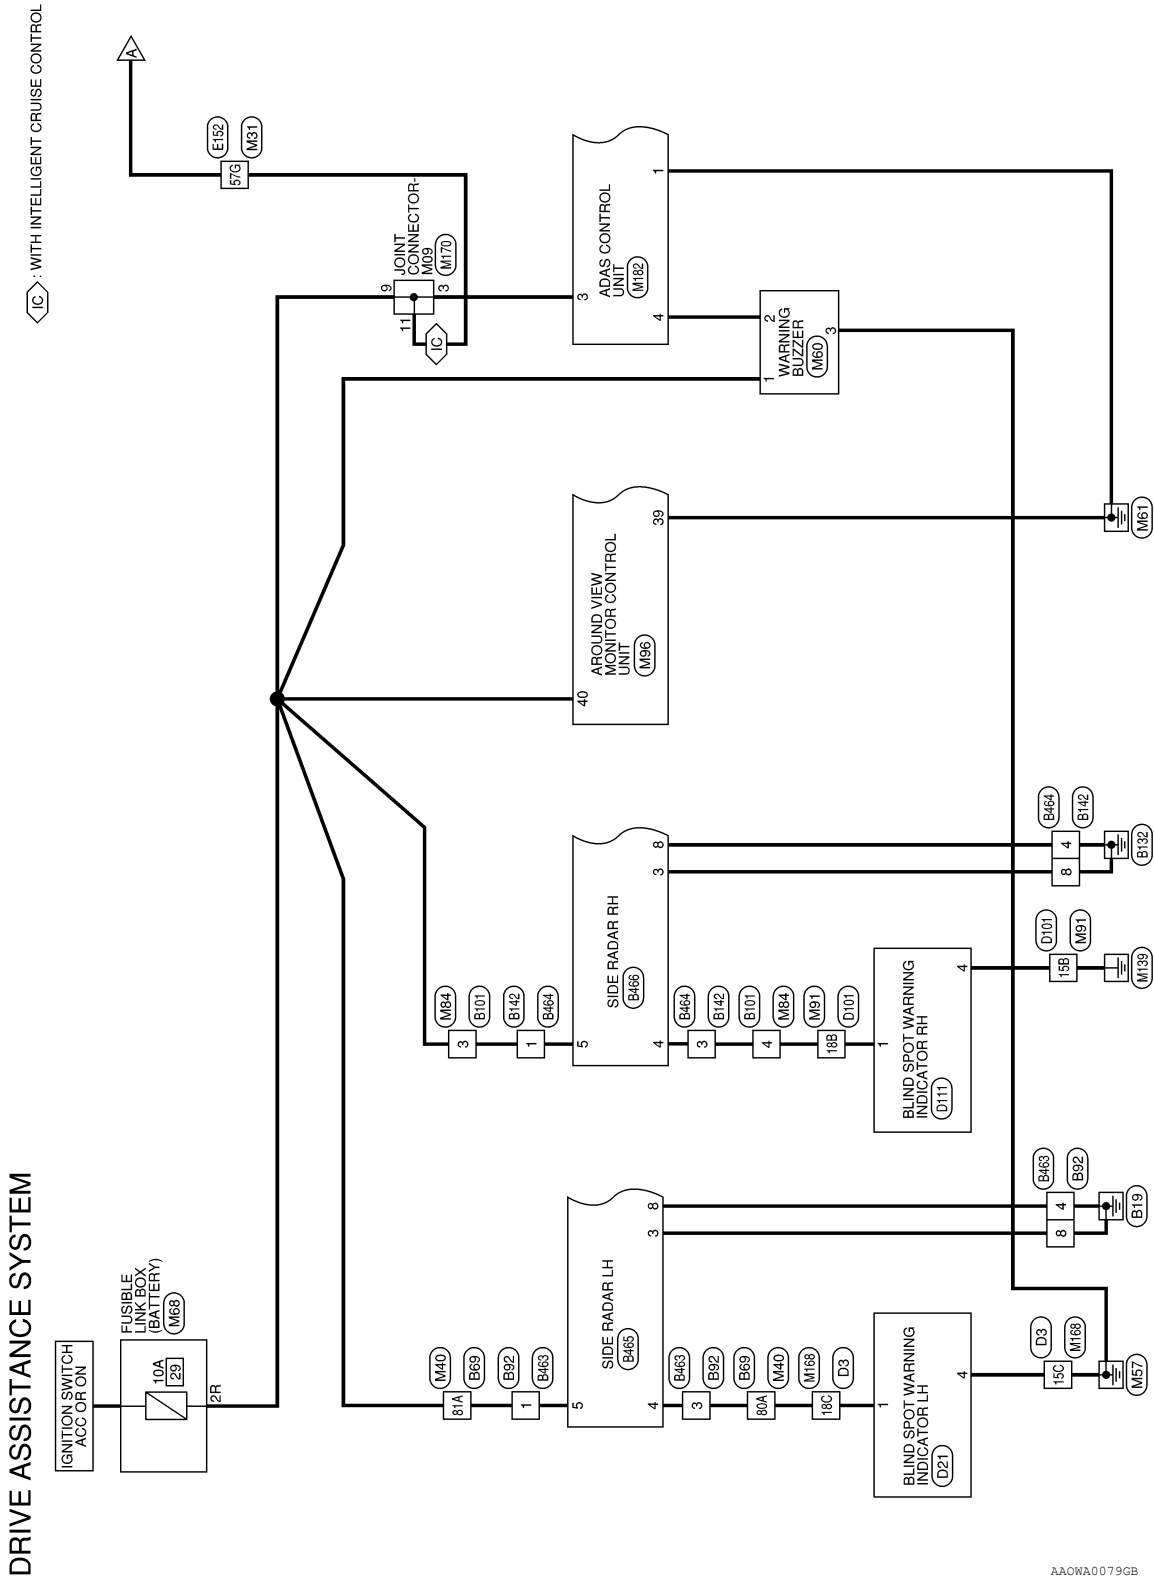 DRIVE ASSISTANCE SYSTEM
IC : WITH INTELLIGENT CRUISE CONTROL
IGNITION SWITCH
ACC OR ON
FUSIBLE
LINK BOX
(BATTERY)
M68
10A
29
2R
A
E152
57G
M31
JOINT
CONNECTOR-
M09
M170
9
3
11
IC
M40
81A
B69
B92
1
B463
M84
3
B101
B142
1
B464
5
SIDE RADAR LH
B465
4
3
8
5
SIDE RADAR RH
B466
4
3
8
40
AROUND VIEW
MONITOR CONTROL
UNIT
M96
39
3
ADAS CONTROL
UNIT
M182
4
1
B463
3
B92
B69
80A
M40
M168
18C
D3
B464
3
B142
B101
4
M84
M91
18B
D101
1
2
WARNING
BUZZER
M60
3
1
BLIND SPOT WARNING
INDICATOR LH
D21
4
1
BLIND SPOT WARNING
INDICATOR RH
D111
4
D3
15C
M168
M57
B463
8
4
B92
B19
D101
15B
M91
M139
B464
8
4
B142
B132
M61
AAOWA0079GB